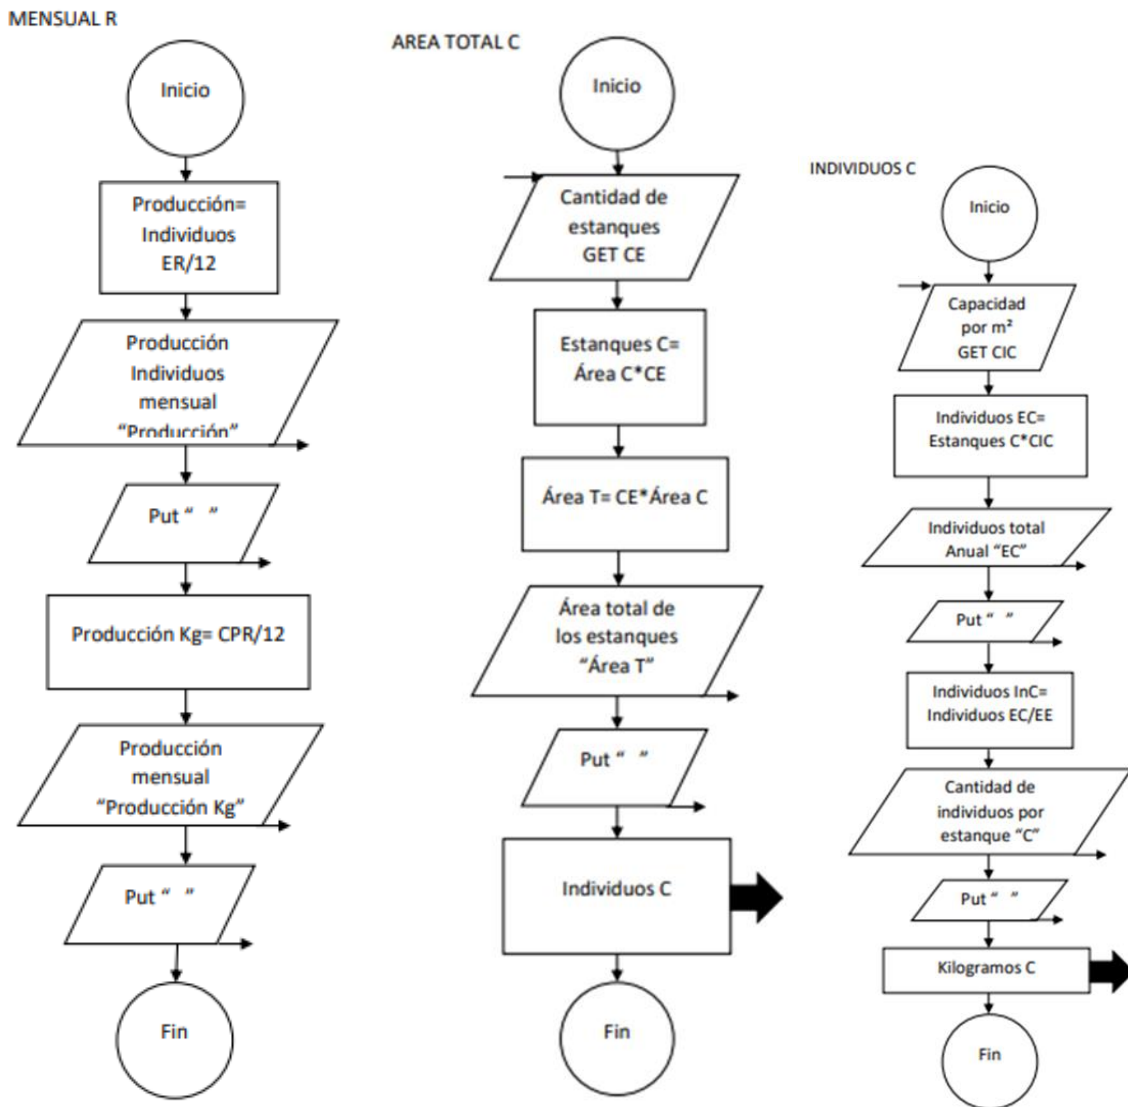 MENSUAL R
Inicio
Producción=
Individuos
ER/12
Producción
Individuos
mensual
“Producción”
Put “ ”
Producción Kg= CPR/12
Producción
mensual
“Producción Kg”
Put “ ”
Fin
AREA TOTAL C
Inicio
Cantidad de
estanques
GET CE
Estanques C=
Área C*CE
Área T= CE*Área C
Área total de
los estanques
“Área T”
Put “ ”
Individuos C
Fin
INDIVIDUOS C
Inicio
Capacidad
por m²
GET CIC
Individuos EC=
Estanques C*CIC
Individuos total
Anual “EC”
Put “ ”
Individuos InC=
Individuos EC/EE
Cantidad de
individuos por
estanque “C”
Put “ ”
Kilogramos C
Fin